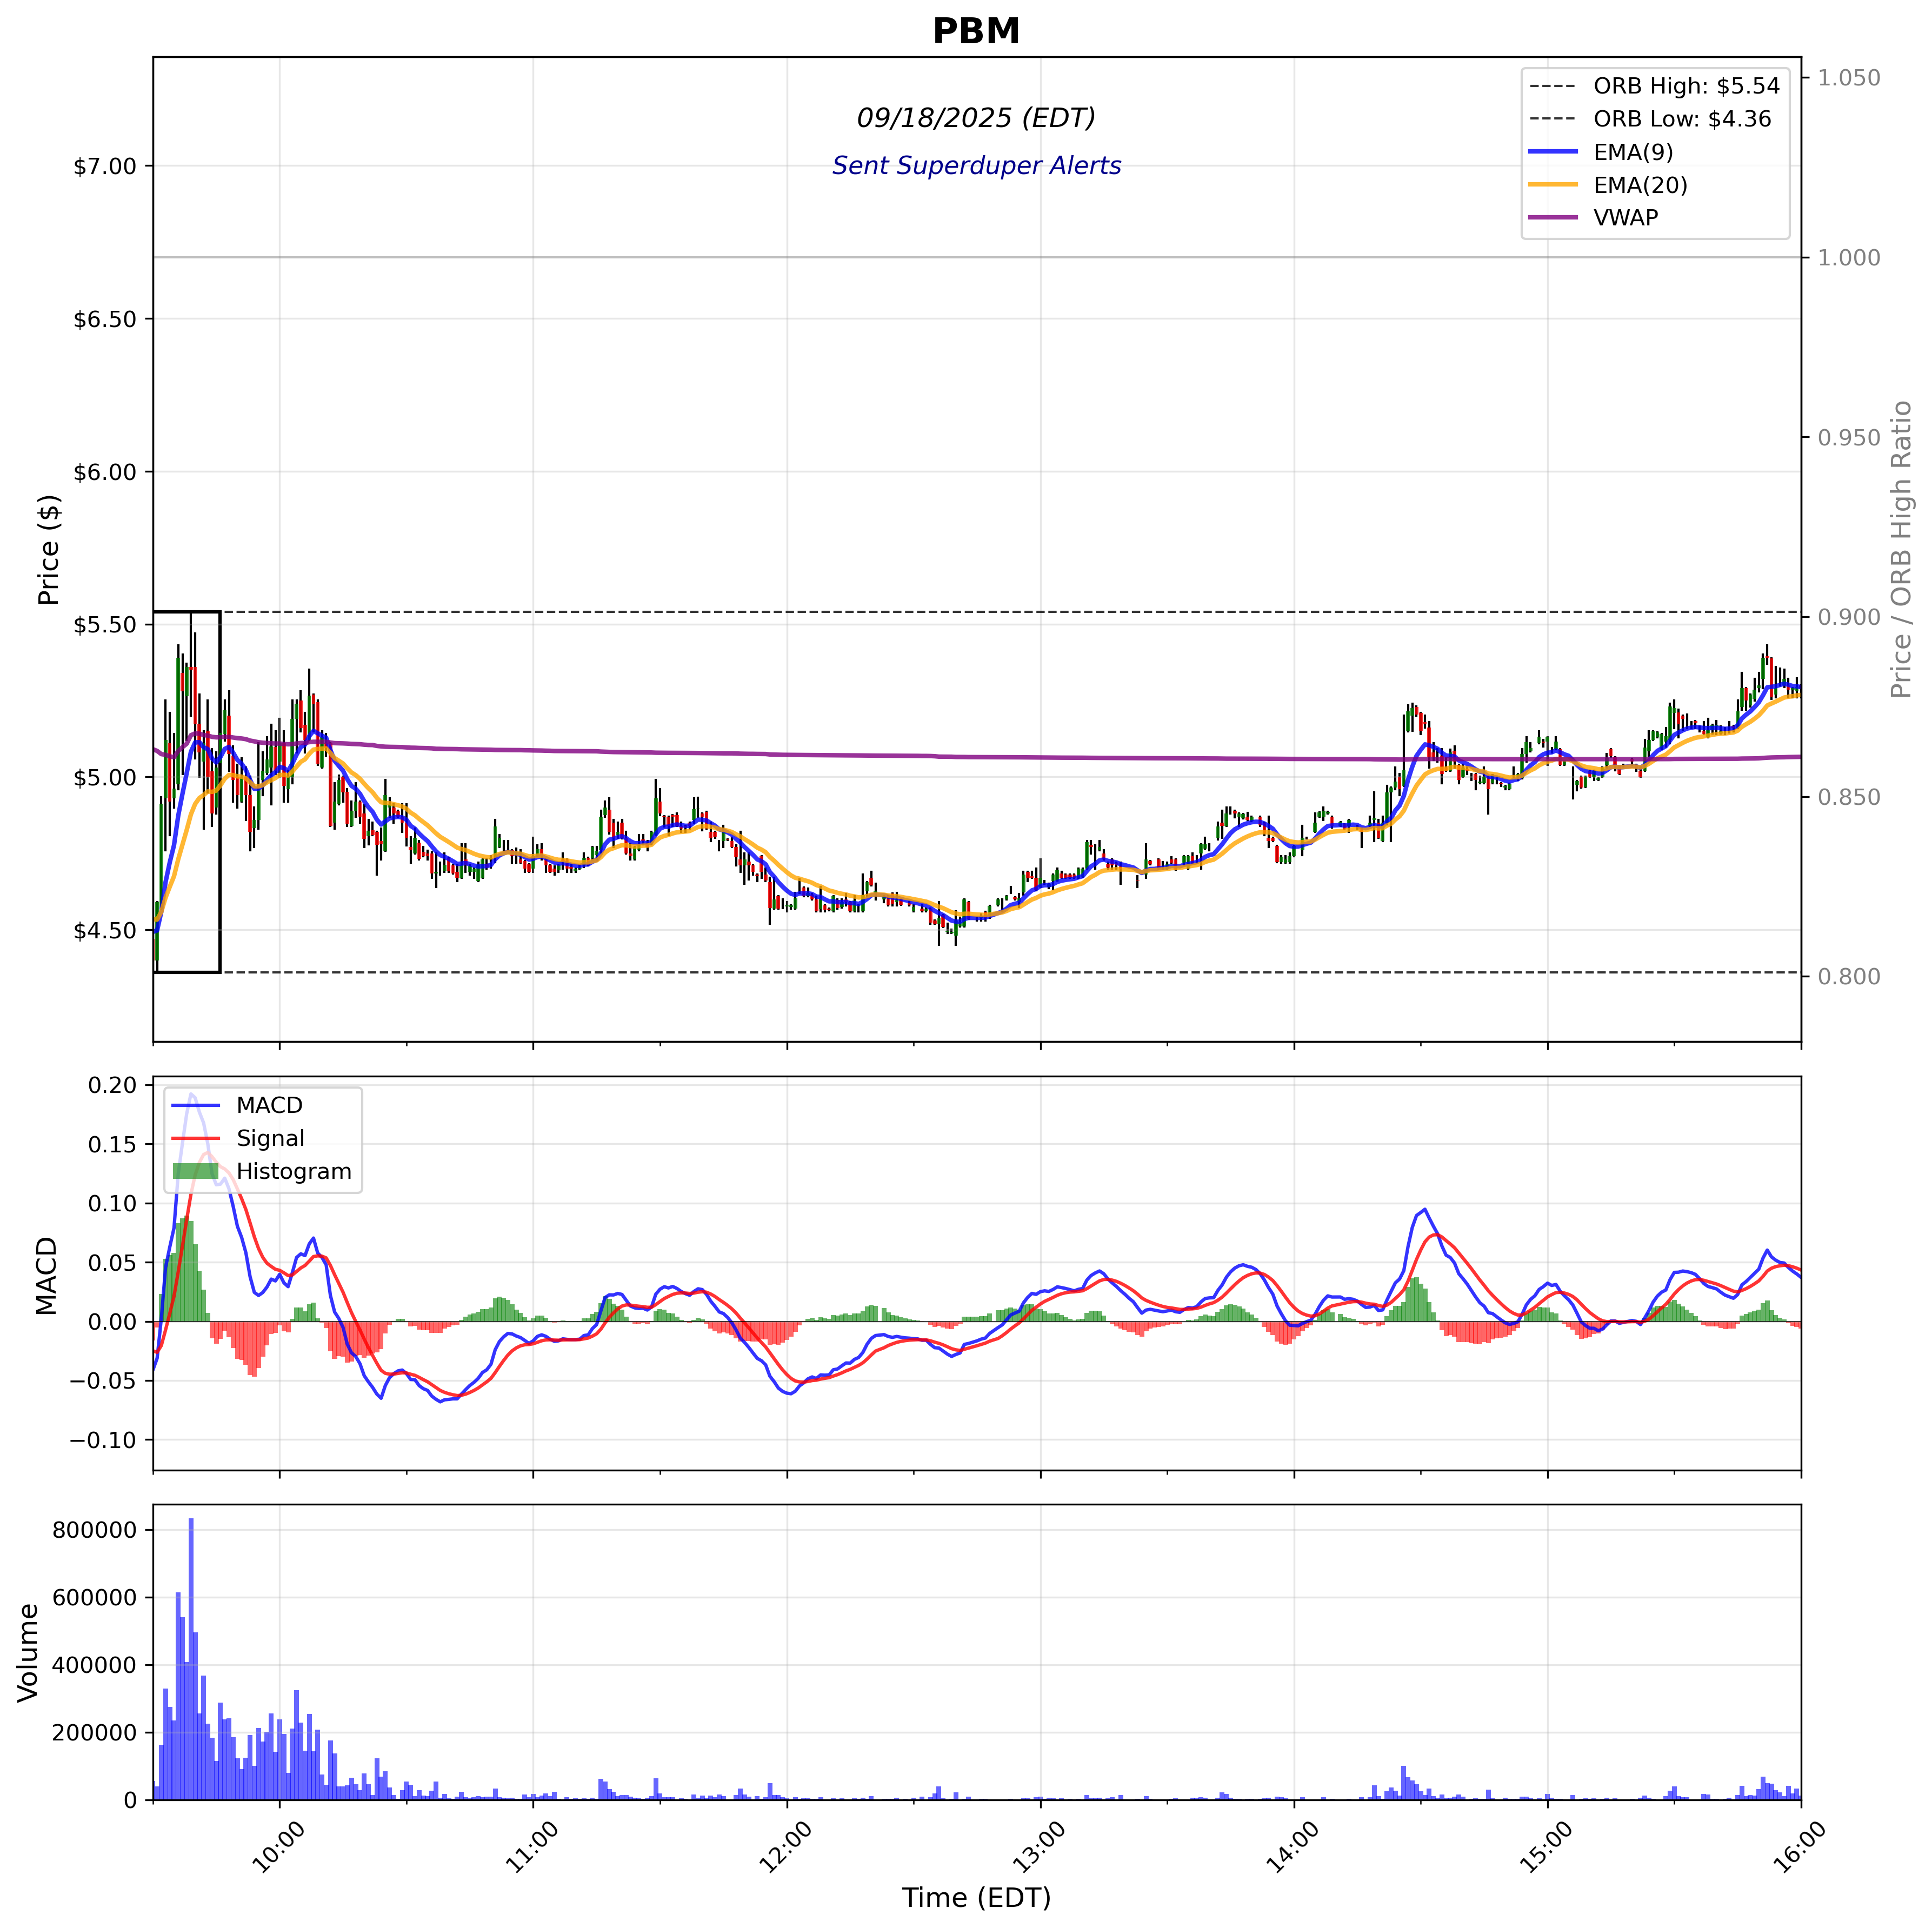 PBM
09/18/2025 (EDT)
Sent Superduper Alerts
ORB High: $5.54
ORB Low: $4.36
EMA(9)
EMA(20)
VWAP
Price ($)
$7.00
$6.50
$6.00
$5.50
$5.00
$4.50
1.050
1.000
0.950
0.900
0.850
0.800
Price / ORB High Ratio
MACD
Signal
Histogram
MACD
0.20
0.15
0.10
0.05
0.00
−0.05
−0.10
Volume
800000
600000
400000
200000
0
10:00
11:00
12:00
13:00
14:00
15:00
16:00
Time (EDT)